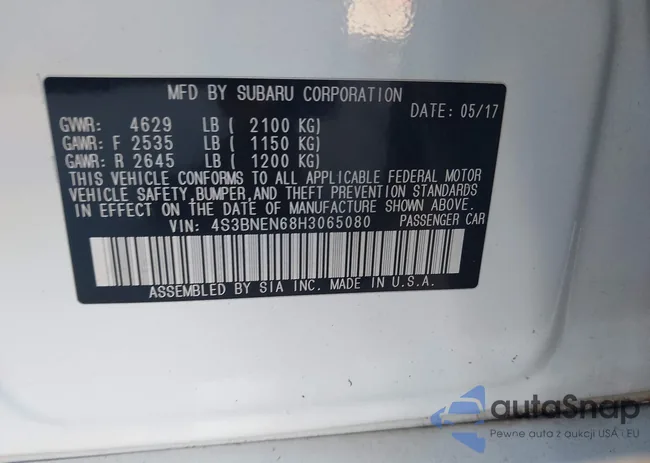 MFD BY SUBARU CORPORATION
DATE: 05/17
GVWR: 4629 LB ( 2100 KG)
GAWR: F 2535 LB ( 1150 KG)
GAWR: R 2645 LB ( 1200 KG)
THIS VEHICLE CONFORMS TO ALL APPLICABLE FEDERAL MOTOR
VEHICLE SAFETY,BUMPER,AND THEFT PREVENTION STANDARDS
IN EFFECT ON THE DATE OF MANUFACTURE SHOWN ABOVE.
VIN: 4S3BNEN68H3065080 PASSENGER CAR
ASSEMBLED BY SIA INC. MADE IN U.S.A.
autoSnap
Pewne auta z aukcji USA i EU